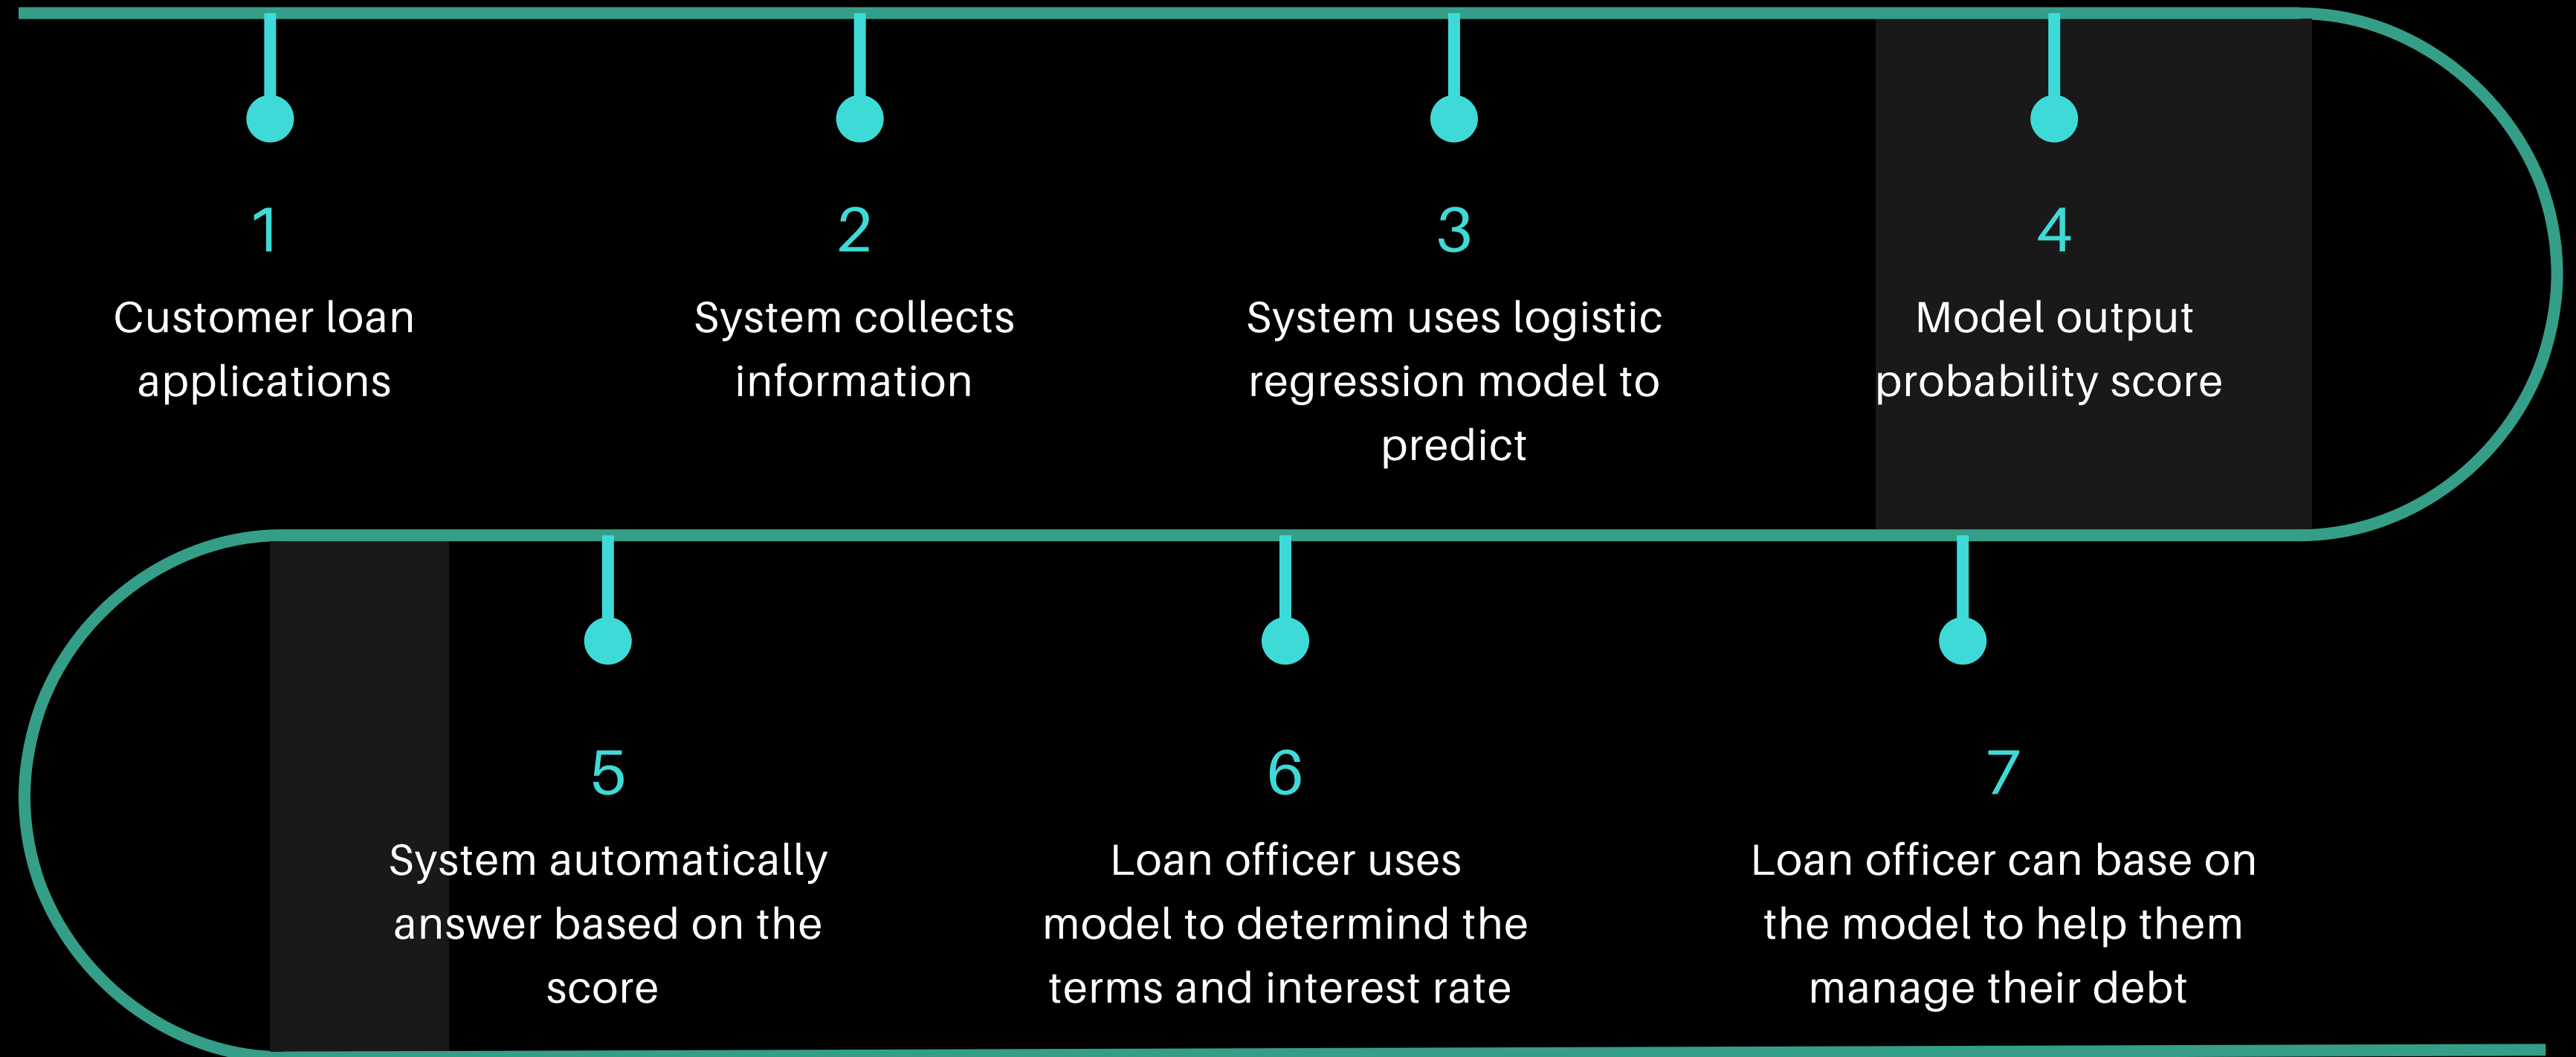 1
Customer loan
applications
2
System collects
information
3
System uses logistic
regression model to
predict
4
Model output
probability score
5
System automatically
answer based on the
score
6
Loan officer uses
model to determind the
terms and interest rate
7
Loan officer can base on
the model to help them
manage their debt